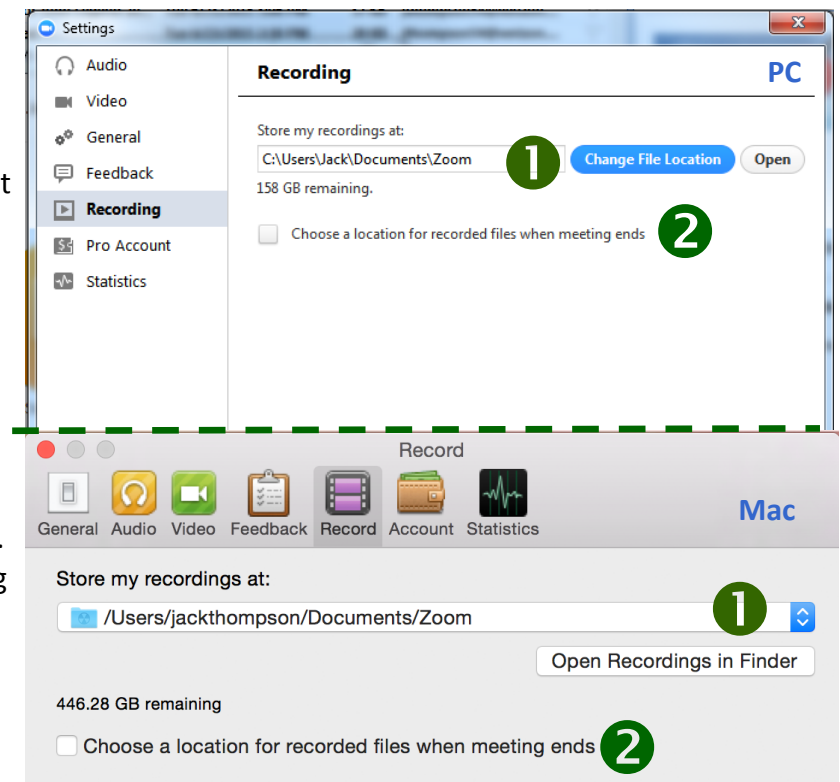 Settings
Audio
Video
General
Feedback
Recording
Pro Account
Statistics
Recording
PC
Store my recordings at:
C:\Users\Jack\Documents\Zoom
1
Change File Location
Open
158 GB remaining.
Choose a location for recorded files when meeting ends
2
Record
General Audio Video Feedback Record Account Statistics
Mac
Store my recordings at:
/Users/jackthompson/Documents/Zoom
1
Open Recordings in Finder
446.28 GB remaining
Choose a location for recorded files when meeting ends
2